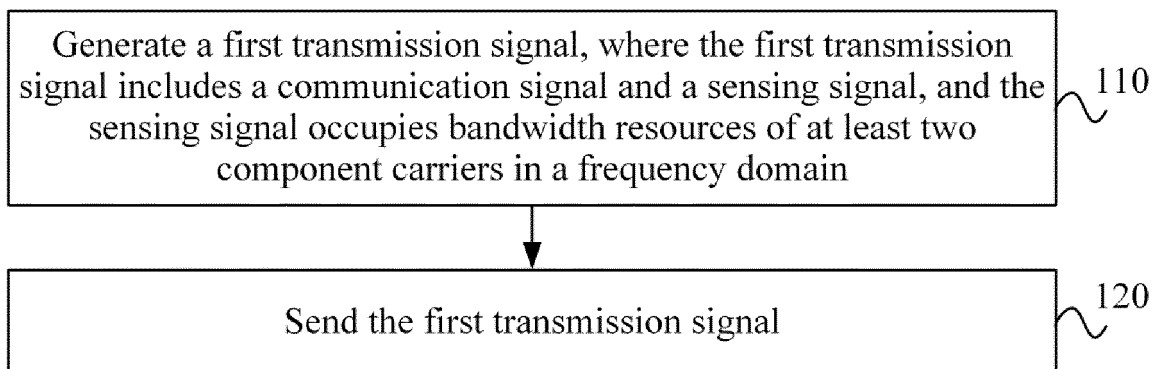 Generate a first transmission signal, where the first transmission
signal includes a communication signal and a sensing signal, and the
sensing signal occupies bandwidth resources of at least two
component carriers in a frequency domain
110
Send the first transmission signal
120